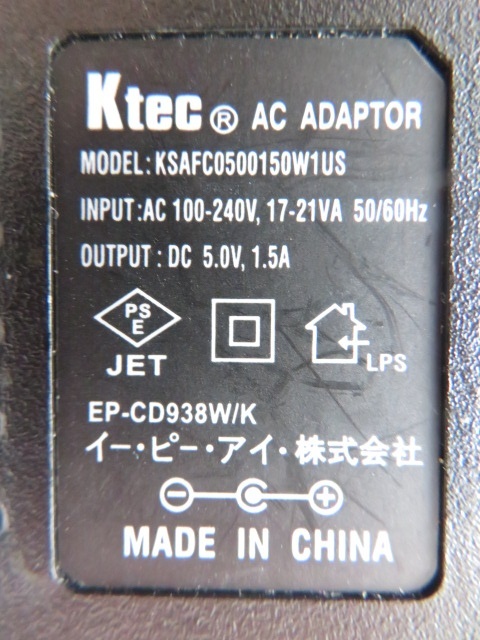 Ktec® AC ADAPTOR
MODEL: KSAFC0500150W1US
INPUT: AC 100-240V, 17-21VA 50/60Hz
OUTPUT : DC 5.0V, 1.5A
PS
E
JET
LPS
EP-CD938W/K
イー・ピー・アイ・株式会社
MADE IN CHINA